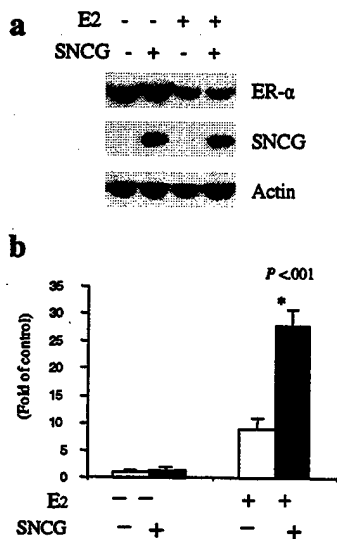 a
E2 - - + +
SNCG - + - +
ER-α
SNCG
Actin
b
P<.001
*
35
30
25
20
15
10
5
0
(Fold of control)
E2 — — + +
SNCG — + — +